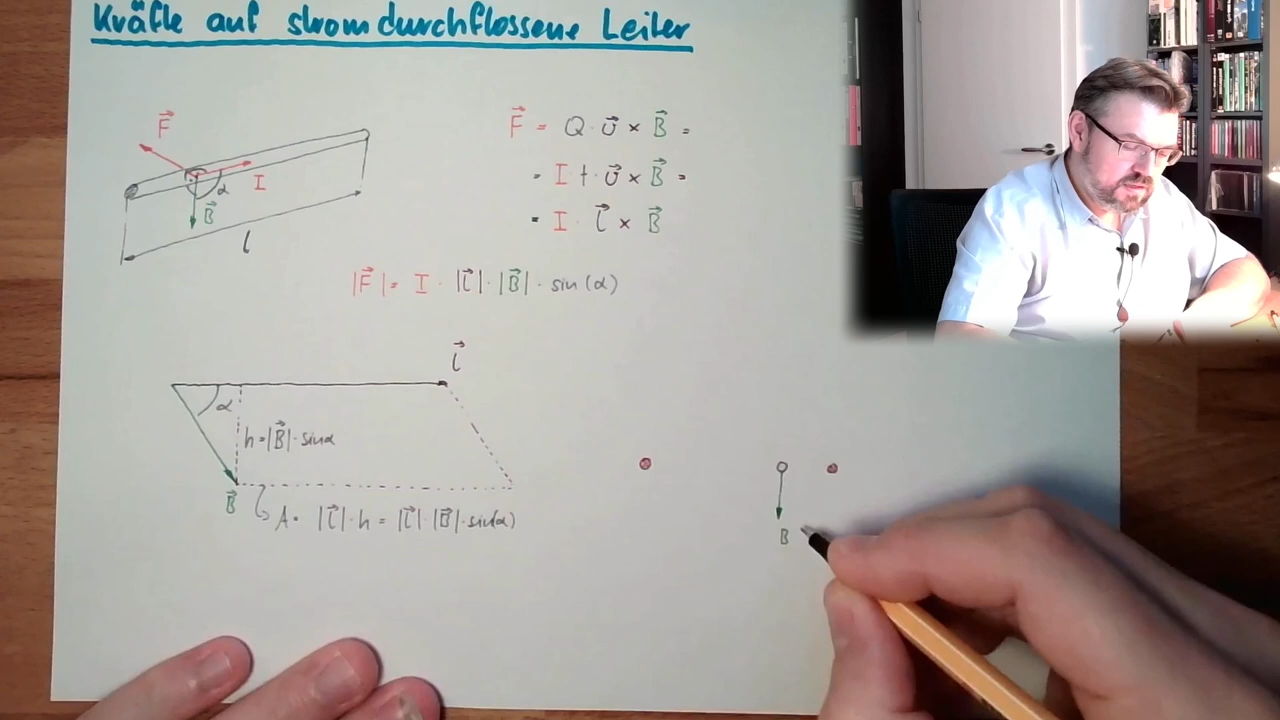 Kräfte auf stromdurchflossene Leiter
F⃗ = Q · v⃗ × B⃗ =
F⃗
I
α
= I t · v⃗ × B⃗ =
B⃗
l
= I · l⃗ × B⃗
|F⃗| = I · |l⃗| · |B⃗| · sin(α)
l⃗
α
h = |B⃗| · sinα
B⃗
A = |l⃗| · h = |l⃗| · |B⃗| · sin(α)
B